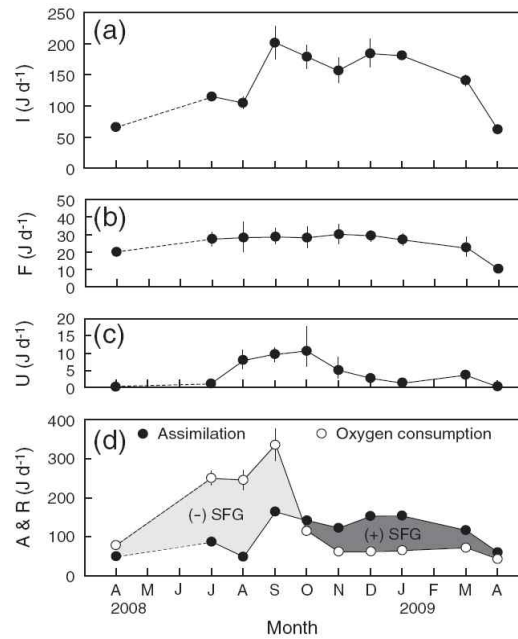 (a)
I (J d-1)
250
200
150
100
50
0
(b)
F (J d-1)
50
40
30
20
10
0
(c)
U (J d-1)
20
15
10
5
0
(d)
Assimilation
Oxygen consumption
A & R (J d-1)
400
300
200
100
0
(–) SFG
(+) SFG
A M J J A S O N D J F M A
2008 2009
Month